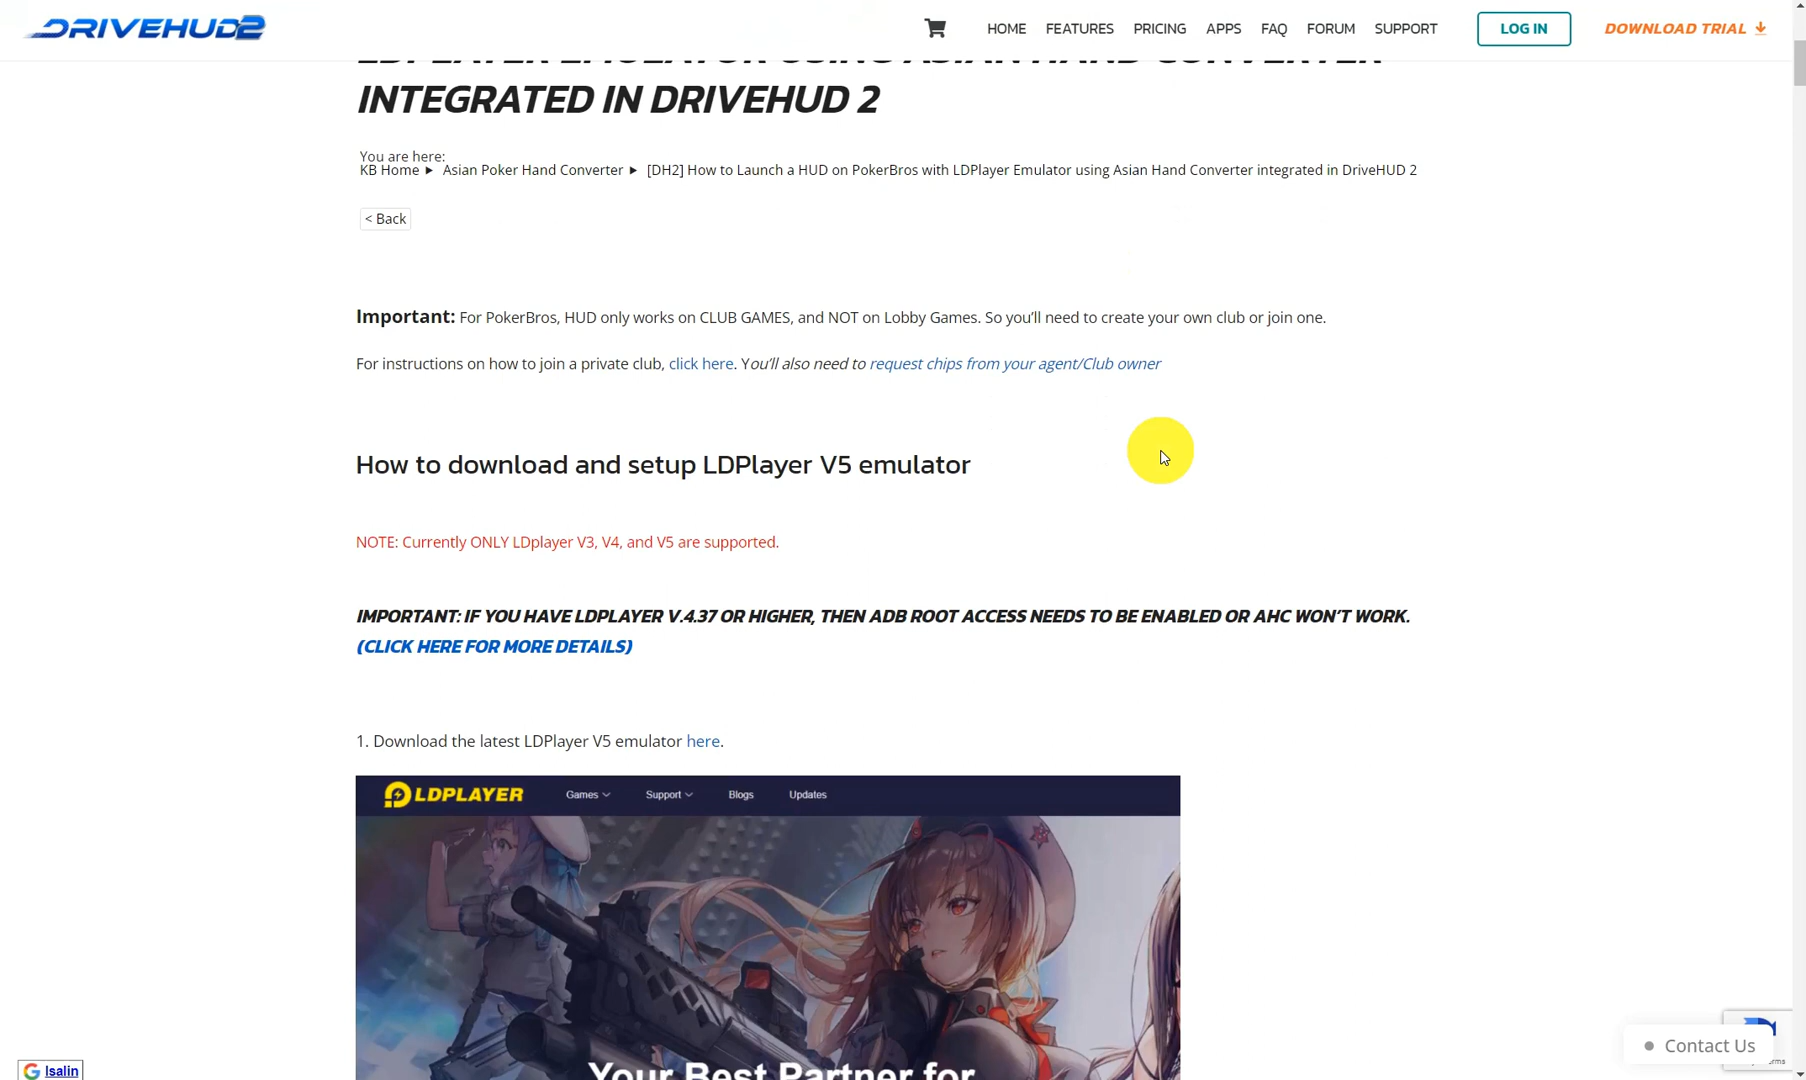 DRIVEHUD2
HOME FEATURES PRICING APPS FAQ FORUM SUPPORT LOG IN DOWNLOAD TRIAL
LDPLAYER EMULATOR USING ASIAN HAND CONVERTER
INTEGRATED IN DRIVEHUD 2
You are here:
KB Home ▶ Asian Poker Hand Converter ▶ [DH2] How to Launch a HUD on PokerBros with LDPlayer Emulator using Asian Hand Converter integrated in DriveHUD 2
< Back
Important: For PokerBros, HUD only works on CLUB GAMES, and NOT on Lobby Games. So you’ll need to create your own club or join one.
For instructions on how to join a private club, click here. You’ll also need to request chips from your agent/Club owner
How to download and setup LDPlayer V5 emulator
NOTE: Currently ONLY LDplayer V3, V4, and V5 are supported.
IMPORTANT: IF YOU HAVE LDPLAYER V.4.37 OR HIGHER, THEN ADB ROOT ACCESS NEEDS TO BE ENABLED OR AHC WON’T WORK.
(CLICK HERE FOR MORE DETAILS)
1. Download the latest LDPlayer V5 emulator here.
LDPLAYER Games Support Blogs Updates
Your Best Partner for
Contact Us
Isalin